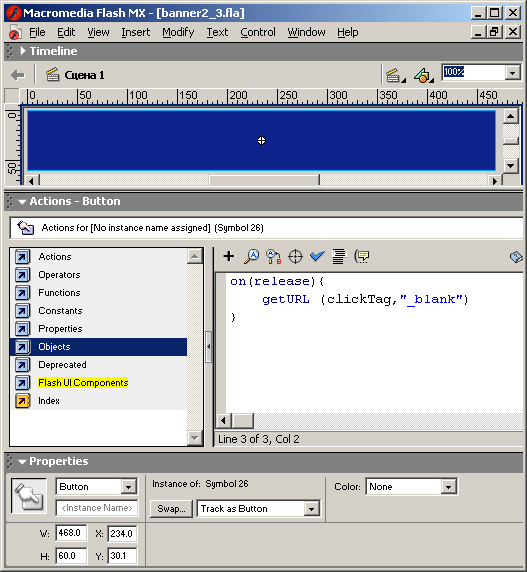 Macromedia Flash MX - [banner2_3.fla]
File Edit View Insert Modify Text Control Window Help
Timeline
Сцена 1 100%
0 50 100 150 200 250 300 350 400 450
0
50
Actions - Button
Actions for [No instance name assigned] (Symbol 26)
Actions
Operators
Functions
Constants
Properties
Objects
Deprecated
Flash UI Components
Index
on(release){
getURL (clickTag,"_blank")
}
Line 3 of 3, Col 2
Properties
Button Instance of: Symbol 26 Color: None
<Instance Name> Swap... Track as Button
W: 468.0 X: 234.0
H: 60.0 Y: 30.1